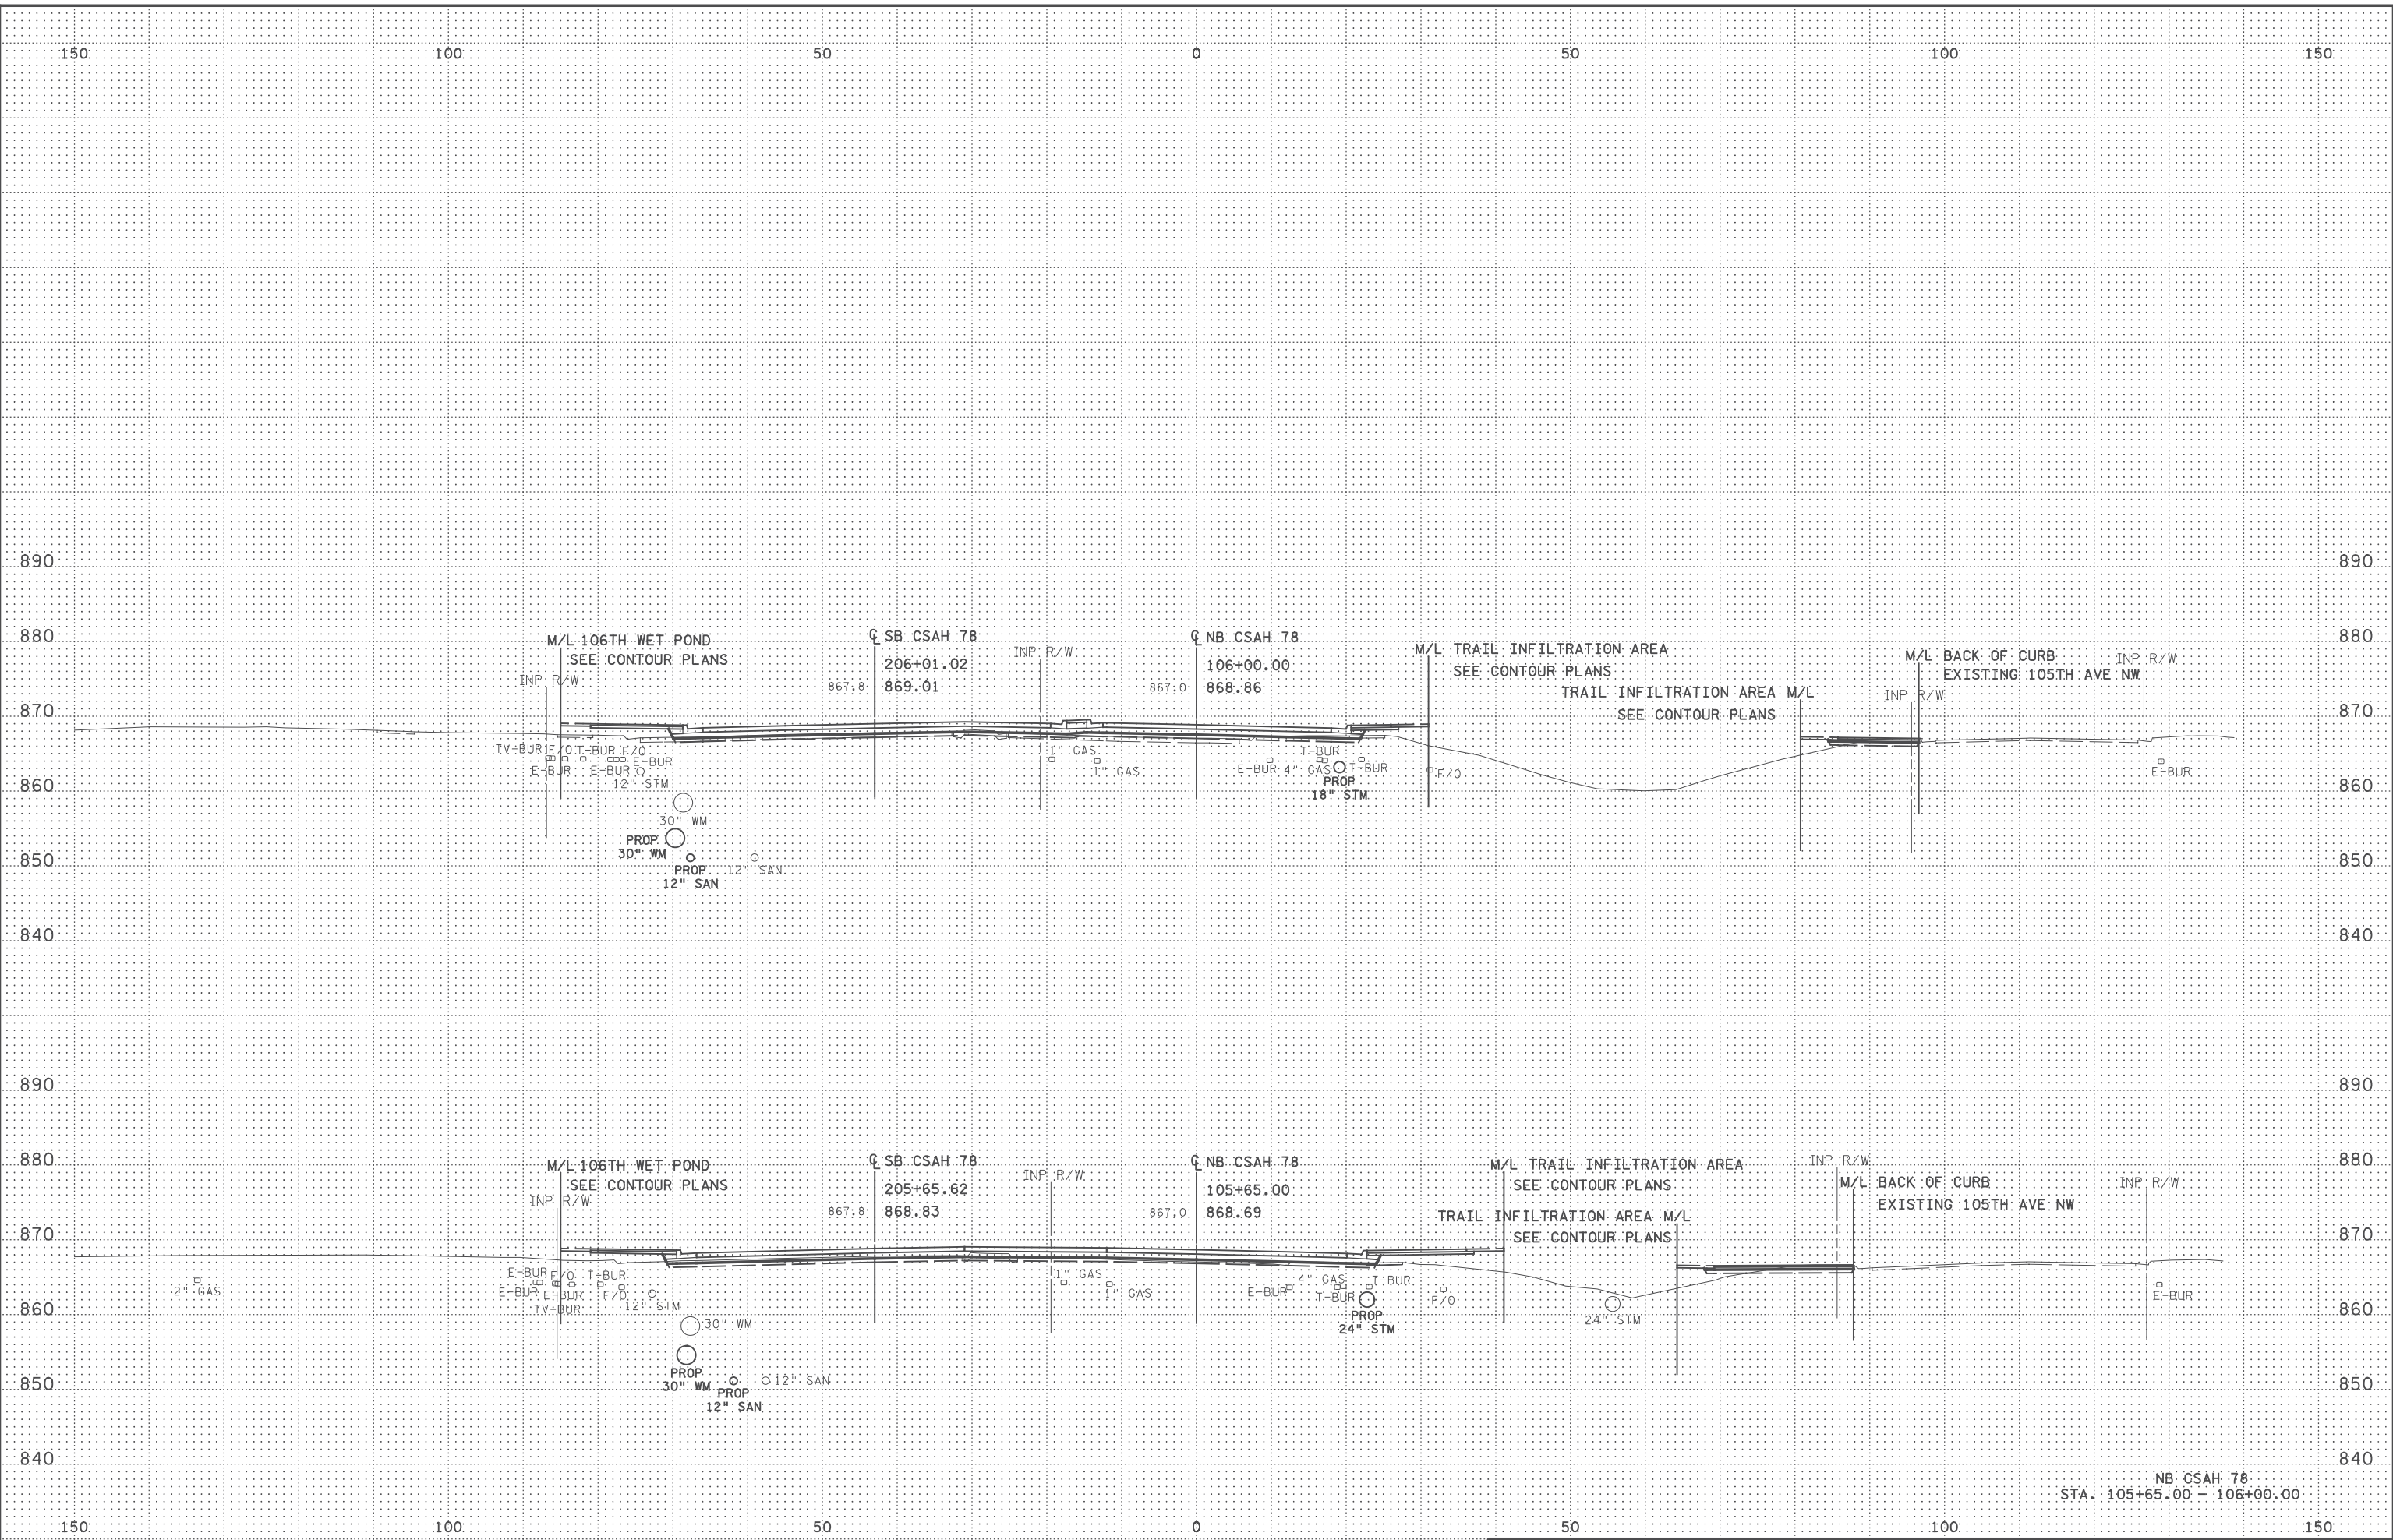 150 100 50 0 50 100 150
890 890
880 880
M/L 106TH WET POND
SEE CONTOUR PLANS
INP R/W
℄ SB CSAH 78
206+01.02
867.8 869.01
INP R/W
℄ NB CSAH 78
106+00.00
867.0 868.86
M/L TRAIL INFILTRATION AREA
SEE CONTOUR PLANS
TRAIL INFILTRATION AREA M/L
SEE CONTOUR PLANS
M/L BACK OF CURB
EXISTING 105TH AVE NW
INP R/W
INP R/W
870 870
TV-BUR F/O T-BUR F/O
E-BUR
E-BUR E-BUR
12" STM
1" GAS
1" GAS
T-BUR
E-BUR 4" GAS T-BUR
PROP
18" STM
F/O
E-BUR
860 860
30" WM
PROP
30" WM
PROP
12" SAN
12" SAN
850 850
840 840
890 890
880 880
M/L 106TH WET POND
SEE CONTOUR PLANS
INP R/W
℄ SB CSAH 78
205+65.62
867.8 868.83
INP R/W
℄ NB CSAH 78
105+65.00
867.0 868.69
M/L TRAIL INFILTRATION AREA
SEE CONTOUR PLANS
TRAIL INFILTRATION AREA M/L
SEE CONTOUR PLANS
INP R/W
M/L BACK OF CURB
EXISTING 105TH AVE NW
INP R/W
870 870
2" GAS
E-BUR F/O T-BUR
E-BUR E-BUR F/O
TV-BUR
12" STM
1" GAS
1" GAS
4" GAS T-BUR
E-BUR T-BUR
PROP
24" STM
F/O
24" STM
E-BUR
860 860
30" WM
PROP
30" WM
PROP
12" SAN
12" SAN
850 850
840 840
NB CSAH 78
STA. 105+65.00 - 106+00.00
150 100 50 0 50 100 150